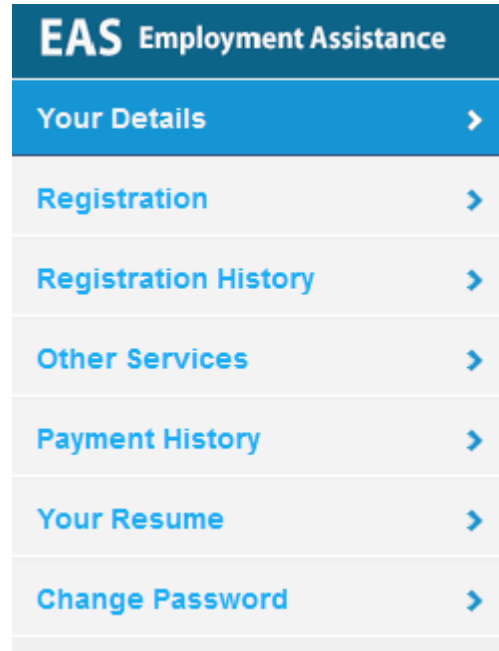 EAS Employment Assistance
Your Details
Registration
Registration History
Other Services
Payment History
Your Resume
Change Password